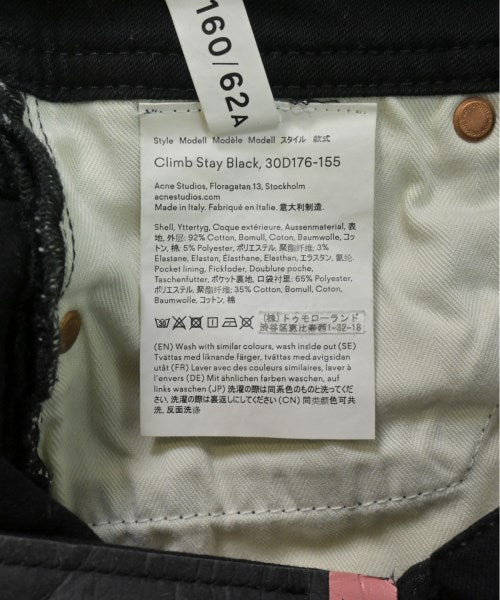 160/62A
Style Modell Modèle Modell スタイル 款式
Climb Stay Black, 30D176-155
Acne Studios, Floragatan 13, Stockholm
acnestudios.com
Made in Italy. Fabriqué en Italie. 意大利制造.
Shell, Yttertyg, Coque extérieure, Aussenmaterial, 表
地, 外层: 92% Cotton, Bomull, Coton, Baumwolle, コッ
トン, 棉: 5% Polyester, ポリエステル, 聚酯纤维, 3%
Elastane, Elastan, Élasthane, Elasthan, エラスタン, 氨纶.
Pocket lining, Fickfoder, Doublure poche,
Taschenfutter, ポケット裏地, 口袋衬里: 65% Polyester,
ポリエステル, 聚酯纤维: 35% Cotton, Bomull, Coton,
Baumwolle, コットン, 棉
(株)トゥモローランド
渋谷区恵比寿西1-32-18
(EN) Wash with similar colours, wash inside out (SE)
Tvättas med liknande färger, tvättas med avigsidan
utåt (FR) Laver avec des couleurs similaires, laver à
l'envers (DE) Mit ähnlichen farben waschen, auf
links waschen (JP) 洗濯の際は同系色のものと洗ってくだ
さい, 洗濯の際は裏返しにしてください (CN) 同类颜色可共
洗, 反面洗涤